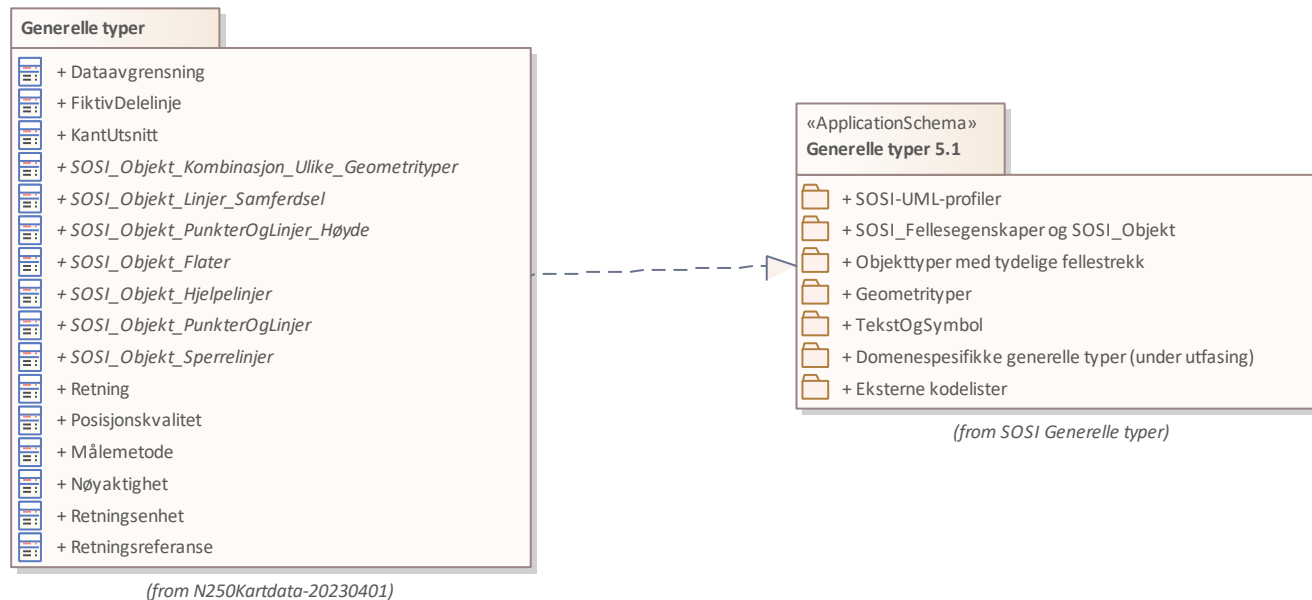 Generelle typer
+ Dataavgrensning
+ FiktivDelelinje
+ KantUtsnitt
+ SOSI_Objekt_Kombinasjon_Ulike_Geometrityper
+ SOSI_Objekt_Linjer_Samferdsel
+ SOSI_Objekt_PunkterOgLinjer_Høyde
+ SOSI_Objekt_Flater
+ SOSI_Objekt_Hjelpelinjer
+ SOSI_Objekt_PunkterOgLinjer
+ SOSI_Objekt_Sperrelinjer
+ Retning
+ Posisjonskvalitet
+ Målemetode
+ Nøyaktighet
+ Retningsenhet
+ Retningsreferanse
(from N250Kartdata-20230401)
«ApplicationSchema»
Generelle typer 5.1
+ SOSI-UML-profiler
+ SOSI_Fellesegenskaper og SOSI_Objekt
+ Objekttyper med tydelige fellestrekk
+ Geometrityper
+ TekstOgSymbol
+ Domenespesifikke generelle typer (under utfasing)
+ Eksterne kodelister
(from SOSI Generelle typer)